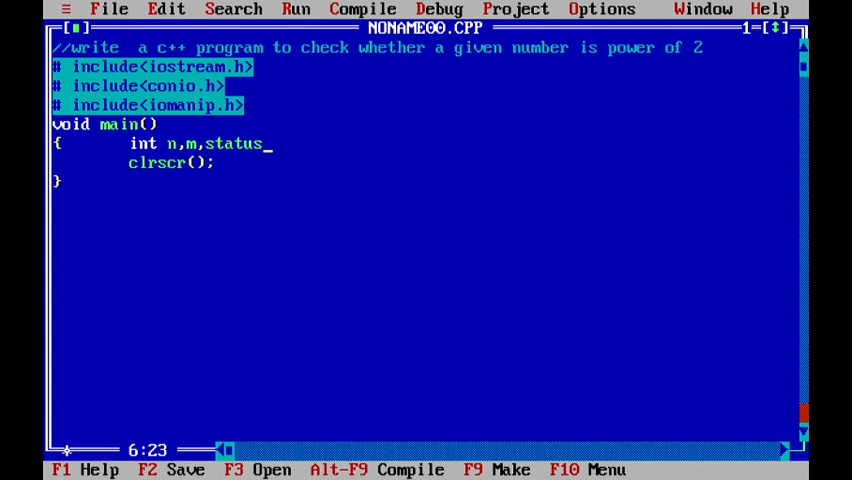 ≡ File Edit Search Run Compile Debug Project Options Window Help
[■] NONAME00.CPP 1=[↕]
//write  a c++ program to check whether a given number is power of 2
# include<iostream.h>
# include<conio.h>
# include<iomanip.h>
void main()
{       int n,m,status_
        clrscr();
}
* 6:23
F1 Help F2 Save F3 Open Alt-F9 Compile F9 Make F10 Menu